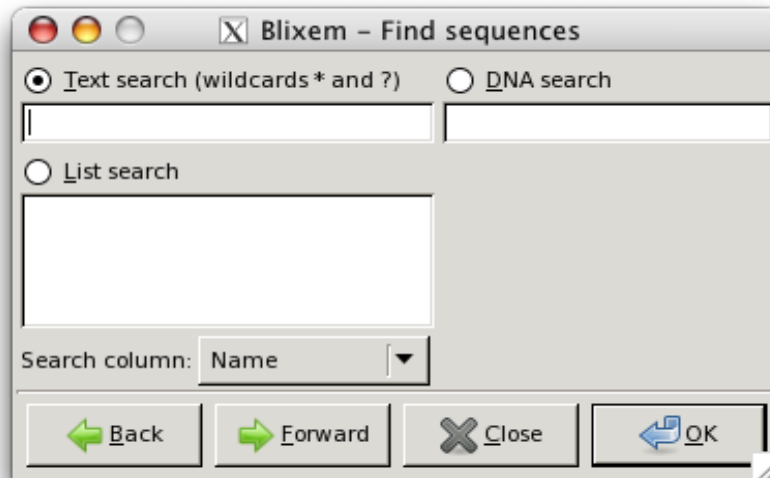 Blixem - Find sequences
Text search (wildcards * and ?) DNA search
List search
Search column: Name
Back Forward Close OK